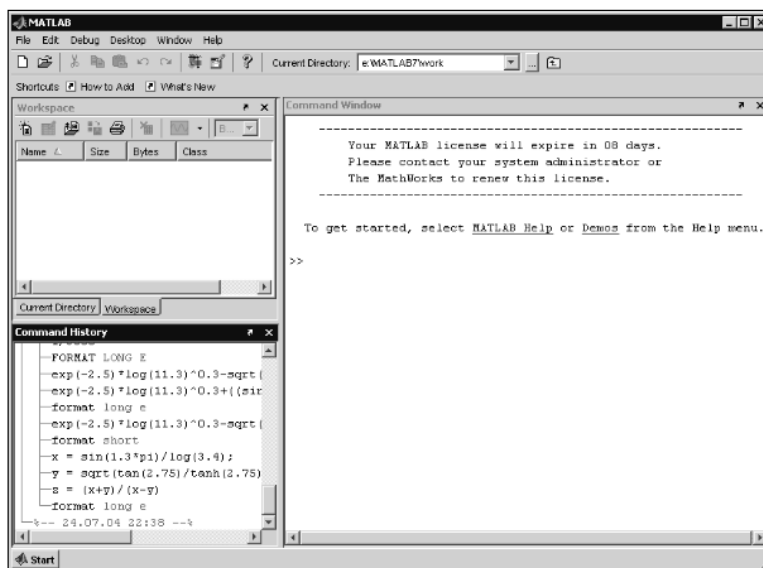 MATLAB
File Edit Debug Desktop Window Help
Current Directory: e:\MATLAB7\work
...
Shortcuts How to Add What's New
Workspace
B...
Name Size Bytes Class
Current Directory Workspace
Command History
FORMAT LONG E
exp(-2.5)*log(11.3)^0.3-sqrt(
exp(-2.5)*log(11.3)^0.3+((sin
format long e
exp(-2.5)*log(11.3)^0.3-sqrt(
format short
x = sin(1.3*pi)/log(3.4);
y = sqrt(tan(2.75)/tanh(2.75)
z = (x+y)/(x-y)
format long e
%-- 24.07.04 22:38 --%
Command Window
-----------------------------------------------------------
Your MATLAB license will expire in 08 days.
Please contact your system administrator or
The MathWorks to renew this license.
-----------------------------------------------------------
To get started, select MATLAB Help or Demos from the Help menu.
>>
Start